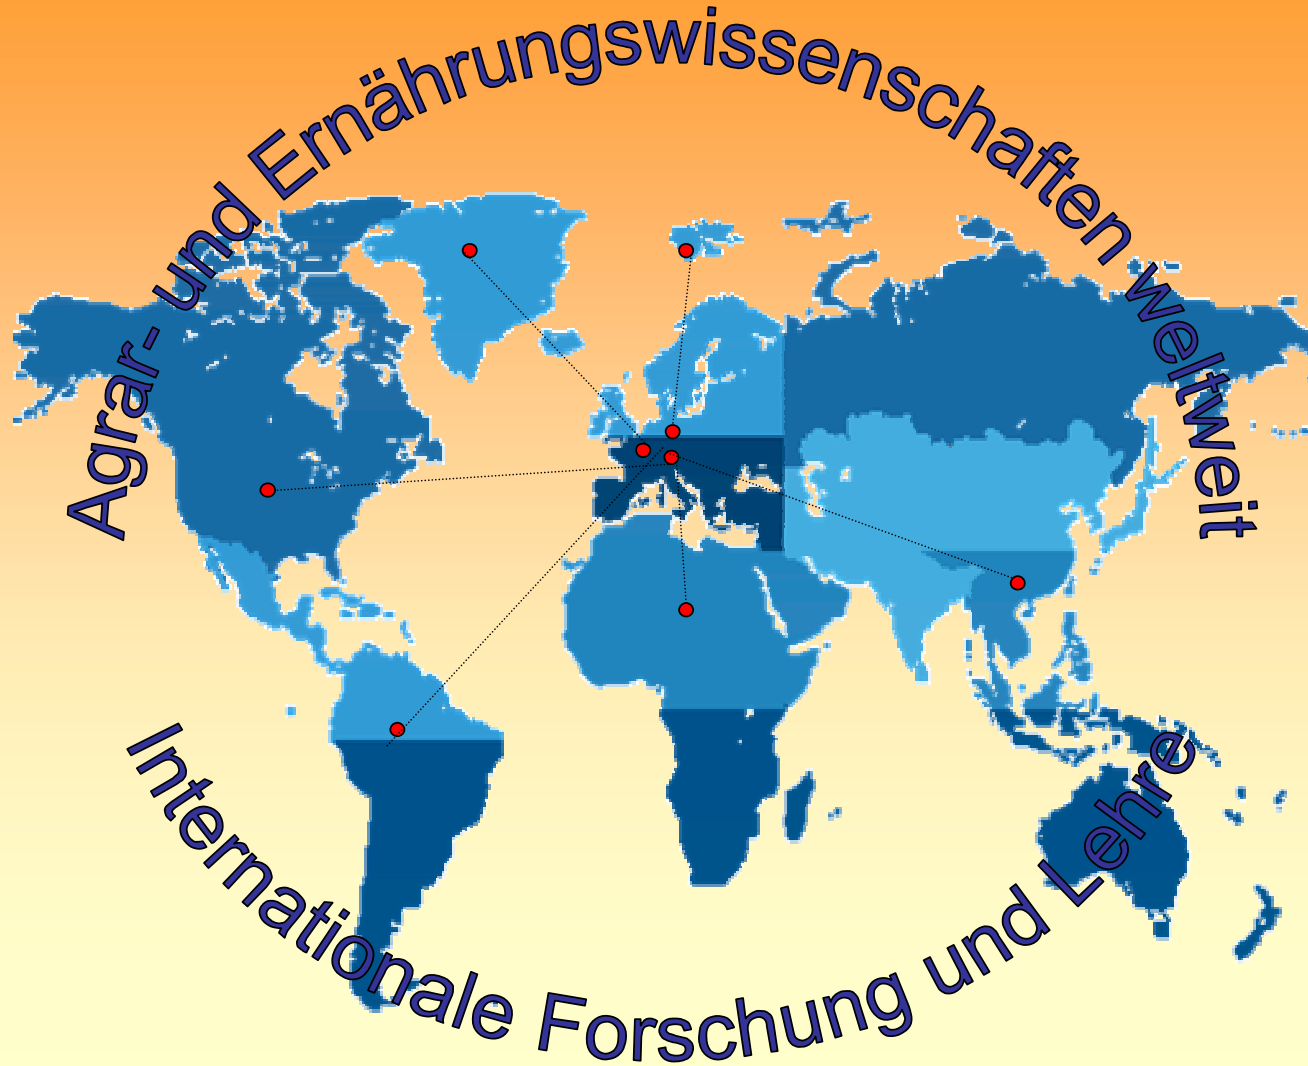 Agrar- und Ernährungswissenschaften weltweit
Internationale Forschung und Lehre